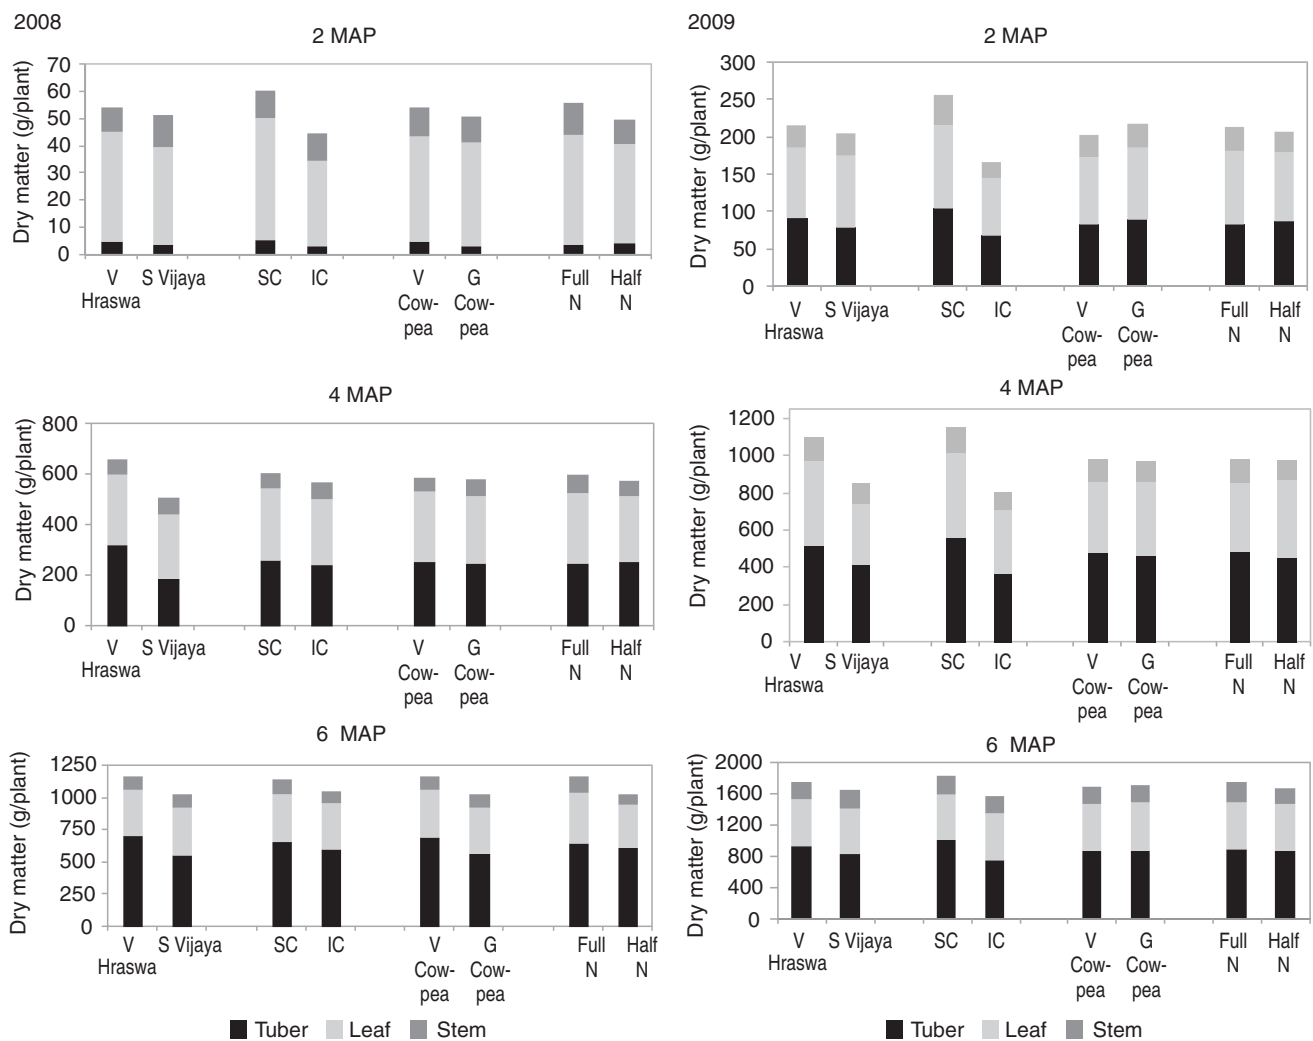 2008
2 MAP
Dry matter (g/plant)
70
60
50
40
30
20
10
0
V S Vijaya SC IC V G Full Half
Hraswa Cow- Cow- N N
pea pea
4 MAP
Dry matter (g/plant)
800
600
400
200
0
V S Vijaya SC IC V G Full Half
Hraswa Cow- Cow- N N
pea pea
6 MAP
Dry matter (g/plant)
1250
1000
750
500
250
0
V S Vijaya SC IC V G Full Half
Hraswa Cow- Cow- N N
pea pea
Tuber Leaf Stem
2009
2 MAP
Dry matter (g/plant)
300
250
200
150
100
50
0
V S Vijaya SC IC V G Full Half
Hraswa Cow- Cow- N N
pea pea
4 MAP
Dry matter (g/plant)
1200
1000
800
600
400
200
0
V S Vijaya SC IC V G Full Half
Hraswa Cow- Cow- N N
pea pea
6 MAP
Dry matter (g/plant)
2000
1600
1200
800
400
0
V S Vijaya SC IC V G Full Half
Hraswa Cow- Cow- N N
pea pea
Tuber Leaf Stem